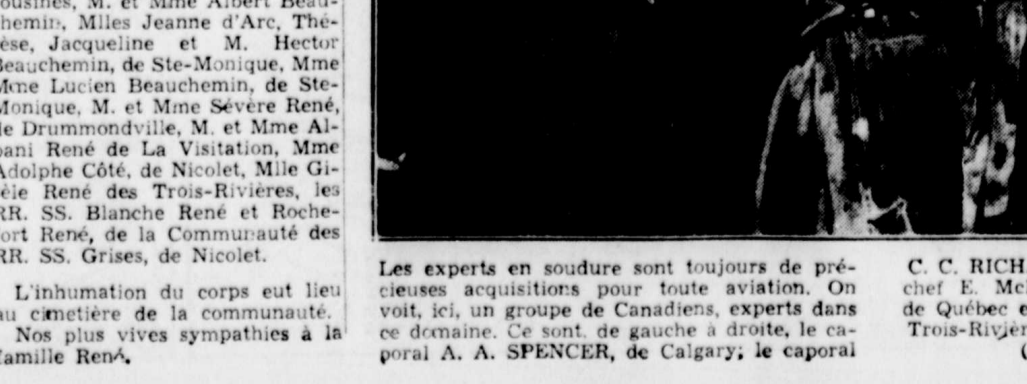 cousines, M. et Mme Albert Beau-
chemin, Mlles Jeanne d'Arc, Thé-
rèse, Jacqueline et M. Hector
Beauchemin, de Ste-Monique, Mme
Mme Lucien Beauchemin, de Ste-
Monique, M. et Mme Sévère René,
de Drummondville, M. et Mme Al-
bani René de La Visitation, Mme
Adolphe Côté, de Nicolet, Mlle Gi-
sèle René des Trois-Rivières, les
RR. SS. Blanche René et Roche-
fort René, de la Communauté des
RR. SS. Grises, de Nicolet.
L'inhumation du corps eut lieu
au cimetière de la communauté.
Nos plus vives sympathies à la
famille René.
Les experts en soudure sont toujours de pré-
cieuses acquisitions pour toute aviation. On
voit, ici, un groupe de Canadiens, experts dans
ce domaine. Ce sont, de gauche à droite, le ca-
poral A. A. SPENCER, de Calgary; le caporal
C. C. RICH
chef E. Mc
de Québec e
Trois-Rivière
(